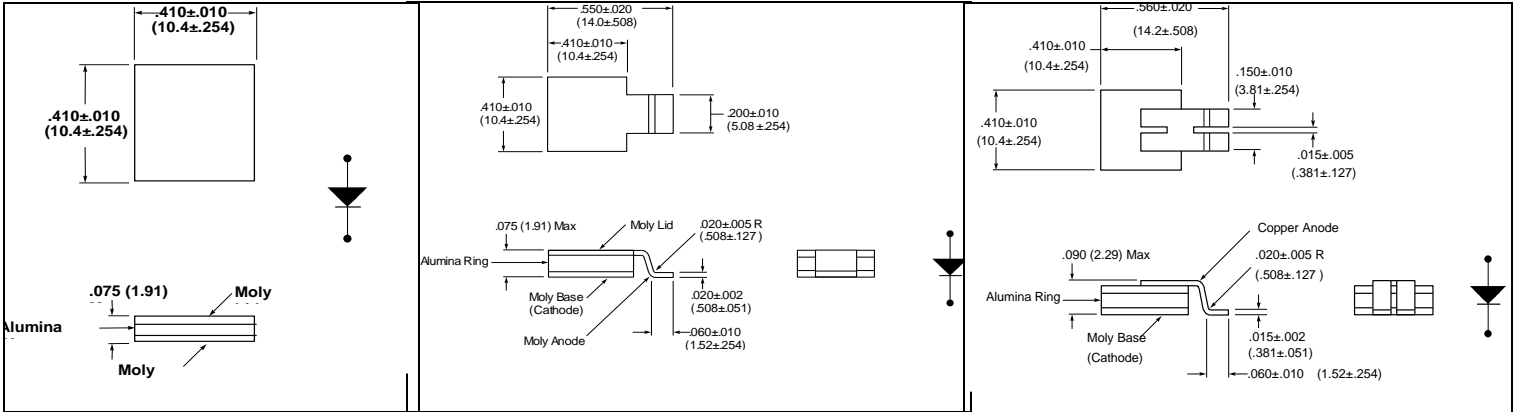 .410±.010
(10.4±.254)
.410±.010
(10.4±.254)
.075 (1.91)
Moly
Alumina
Moly
.550±.020
(14.0±.508)
.410±.010
(10.4±.254)
.410±.010
(10.4±.254)
.200±.010
(5.08±.254)
.075 (1.91) Max
Moly Lid
.020±.005 R
(.508±.127 )
Alumina Ring
Moly Base
(Cathode)
.020±.002
(.508±.051)
Moly Anode
.060±.010
(1.52±.254)
.560±.020
(14.2±.508)
.410±.010
(10.4±.254)
.150±.010
(3.81±.254)
.410±.010
(10.4±.254)
.015±.005
(.381±.127)
Copper Anode
.090 (2.29) Max
.020±.005 R
(.508±.127 )
Alumina Ring
Moly Base
(Cathode)
.015±.002
(.381±.051)
.060±.010 (1.52±.254)